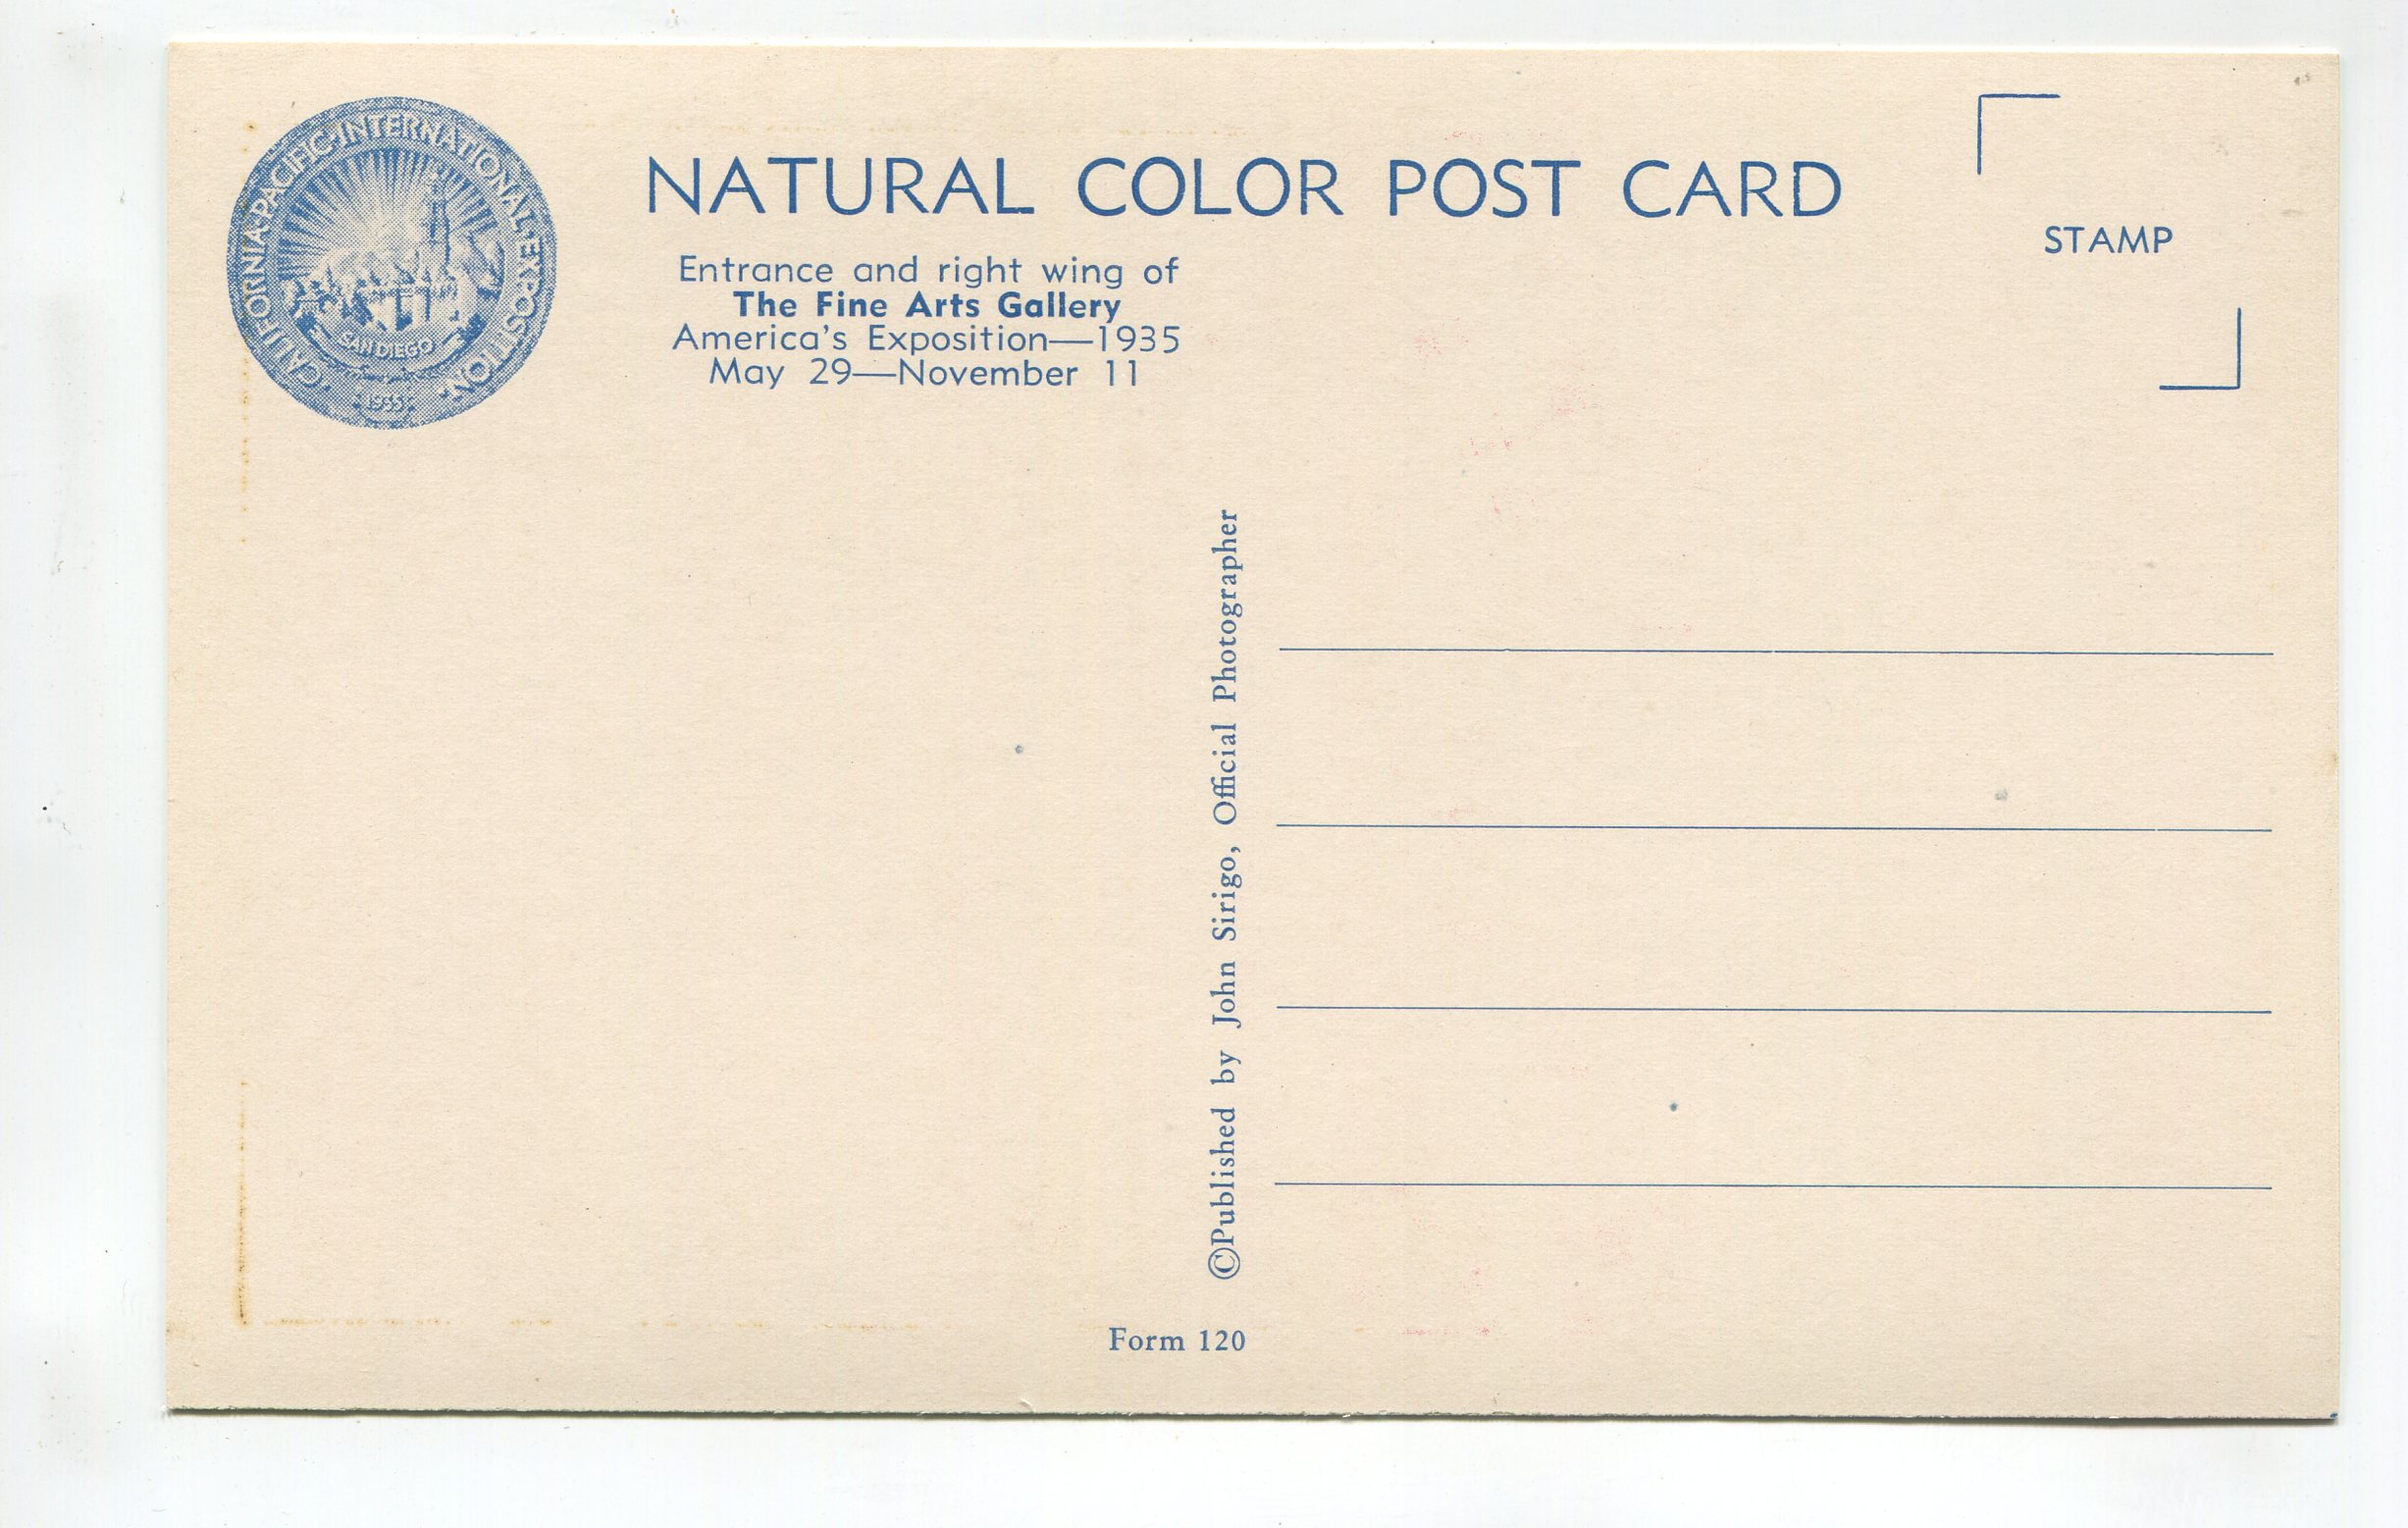 CALIFORNIA·PACIFIC·INTERNATIONAL·EXPOSITION·
SAN DIEGO
·1935·
NATURAL COLOR POST CARD
Entrance and right wing of
The Fine Arts Gallery
America's Exposition—1935
May 29—November 11
STAMP
©Published by John Sirigo, Official Photographer
Form 120